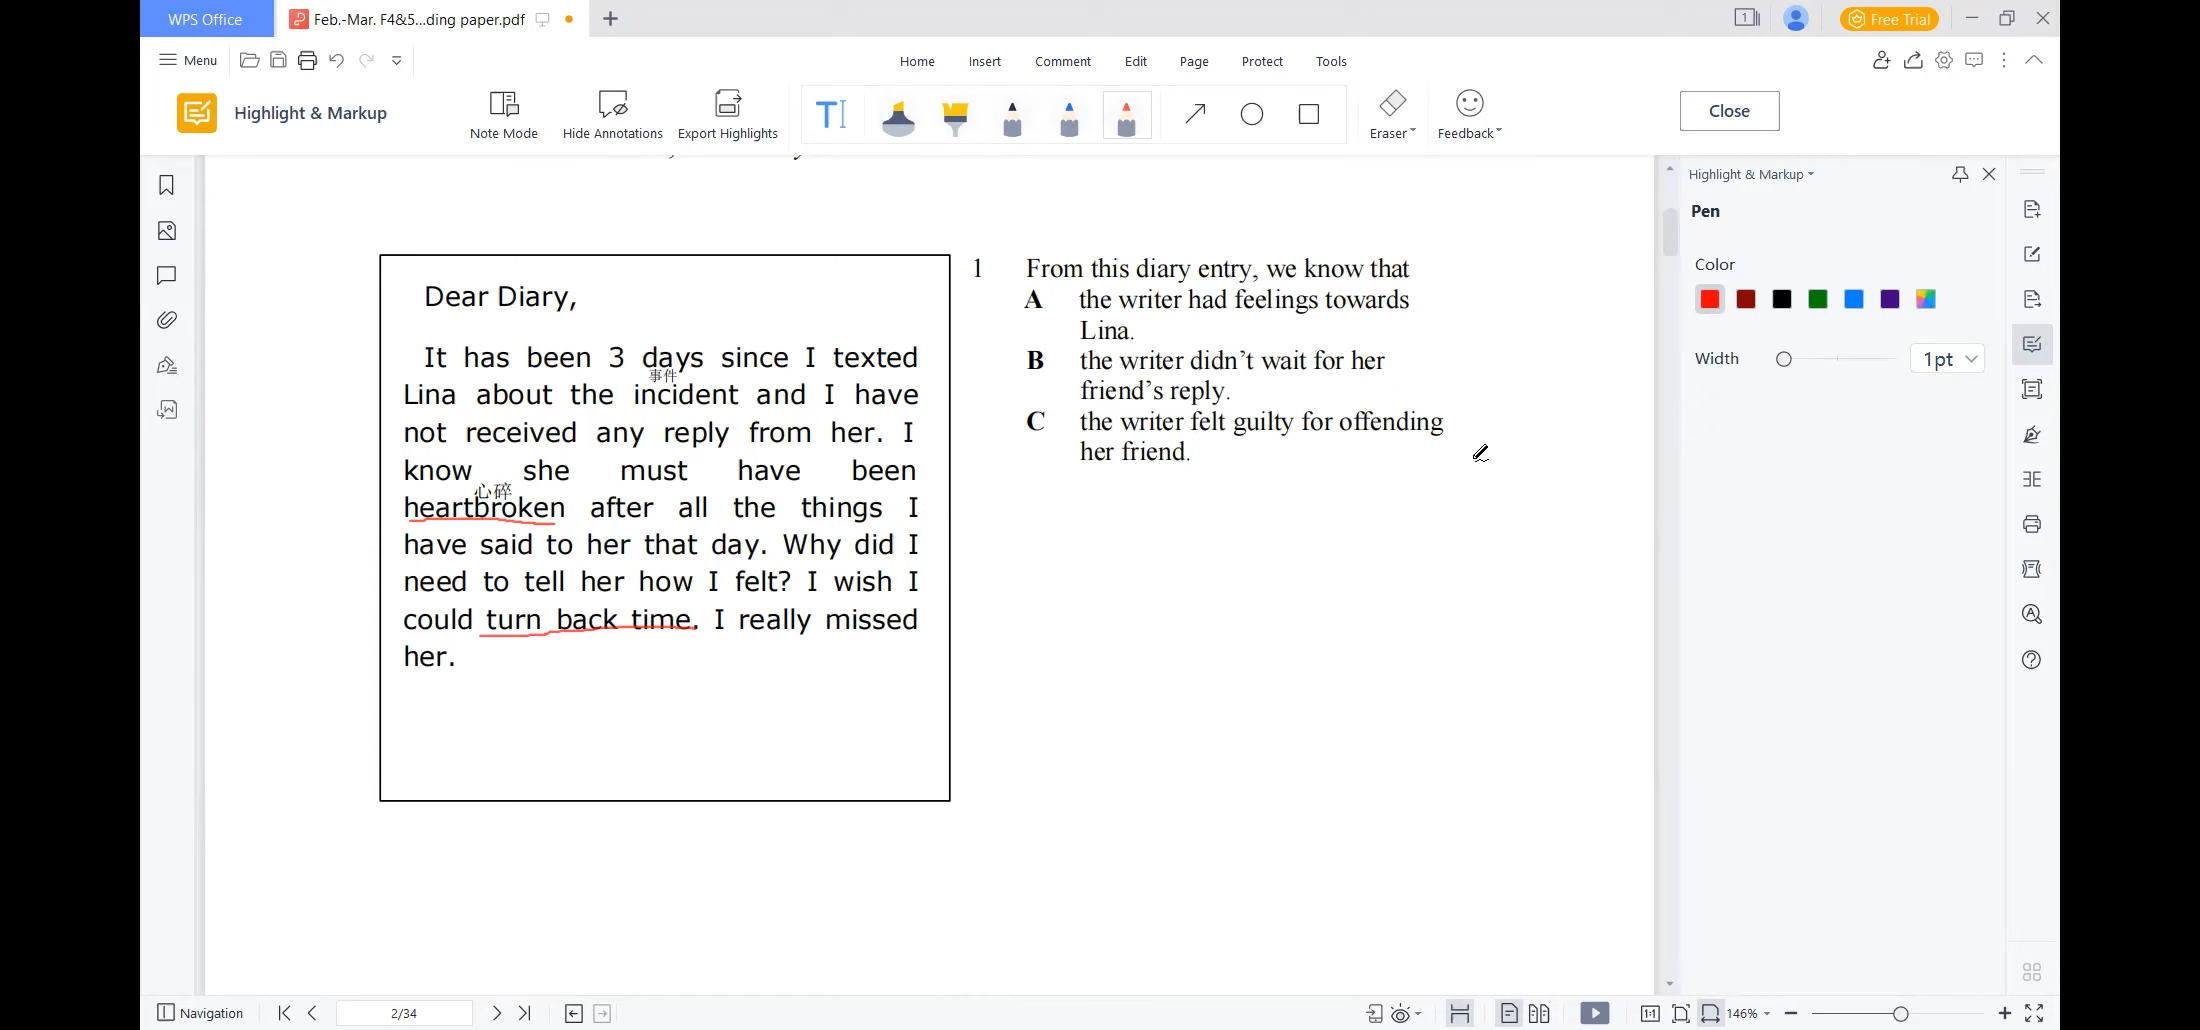 WPS Office
Feb.-Mar. F4&5...ding paper.pdf
1
Free Trial
Menu
Home Insert Comment Edit Page Protect Tools
Highlight & Markup
Note Mode Hide Annotations Export Highlights
Eraser Feedback
Close
Highlight & Markup
Pen
Color
Width 1pt
Dear Diary,
It has been 3 days since I texted
事件
Lina about the incident and I have
not received any reply from her. I
know she must have been
心碎
heartbroken after all the things I
have said to her that day. Why did I
need to tell her how I felt? I wish I
could turn back time. I really missed
her.
1 From this diary entry, we know that
A the writer had feelings towards
Lina.
B the writer didn’t wait for her
friend’s reply.
C the writer felt guilty for offending
her friend.
Navigation 2/34 1:1 146%